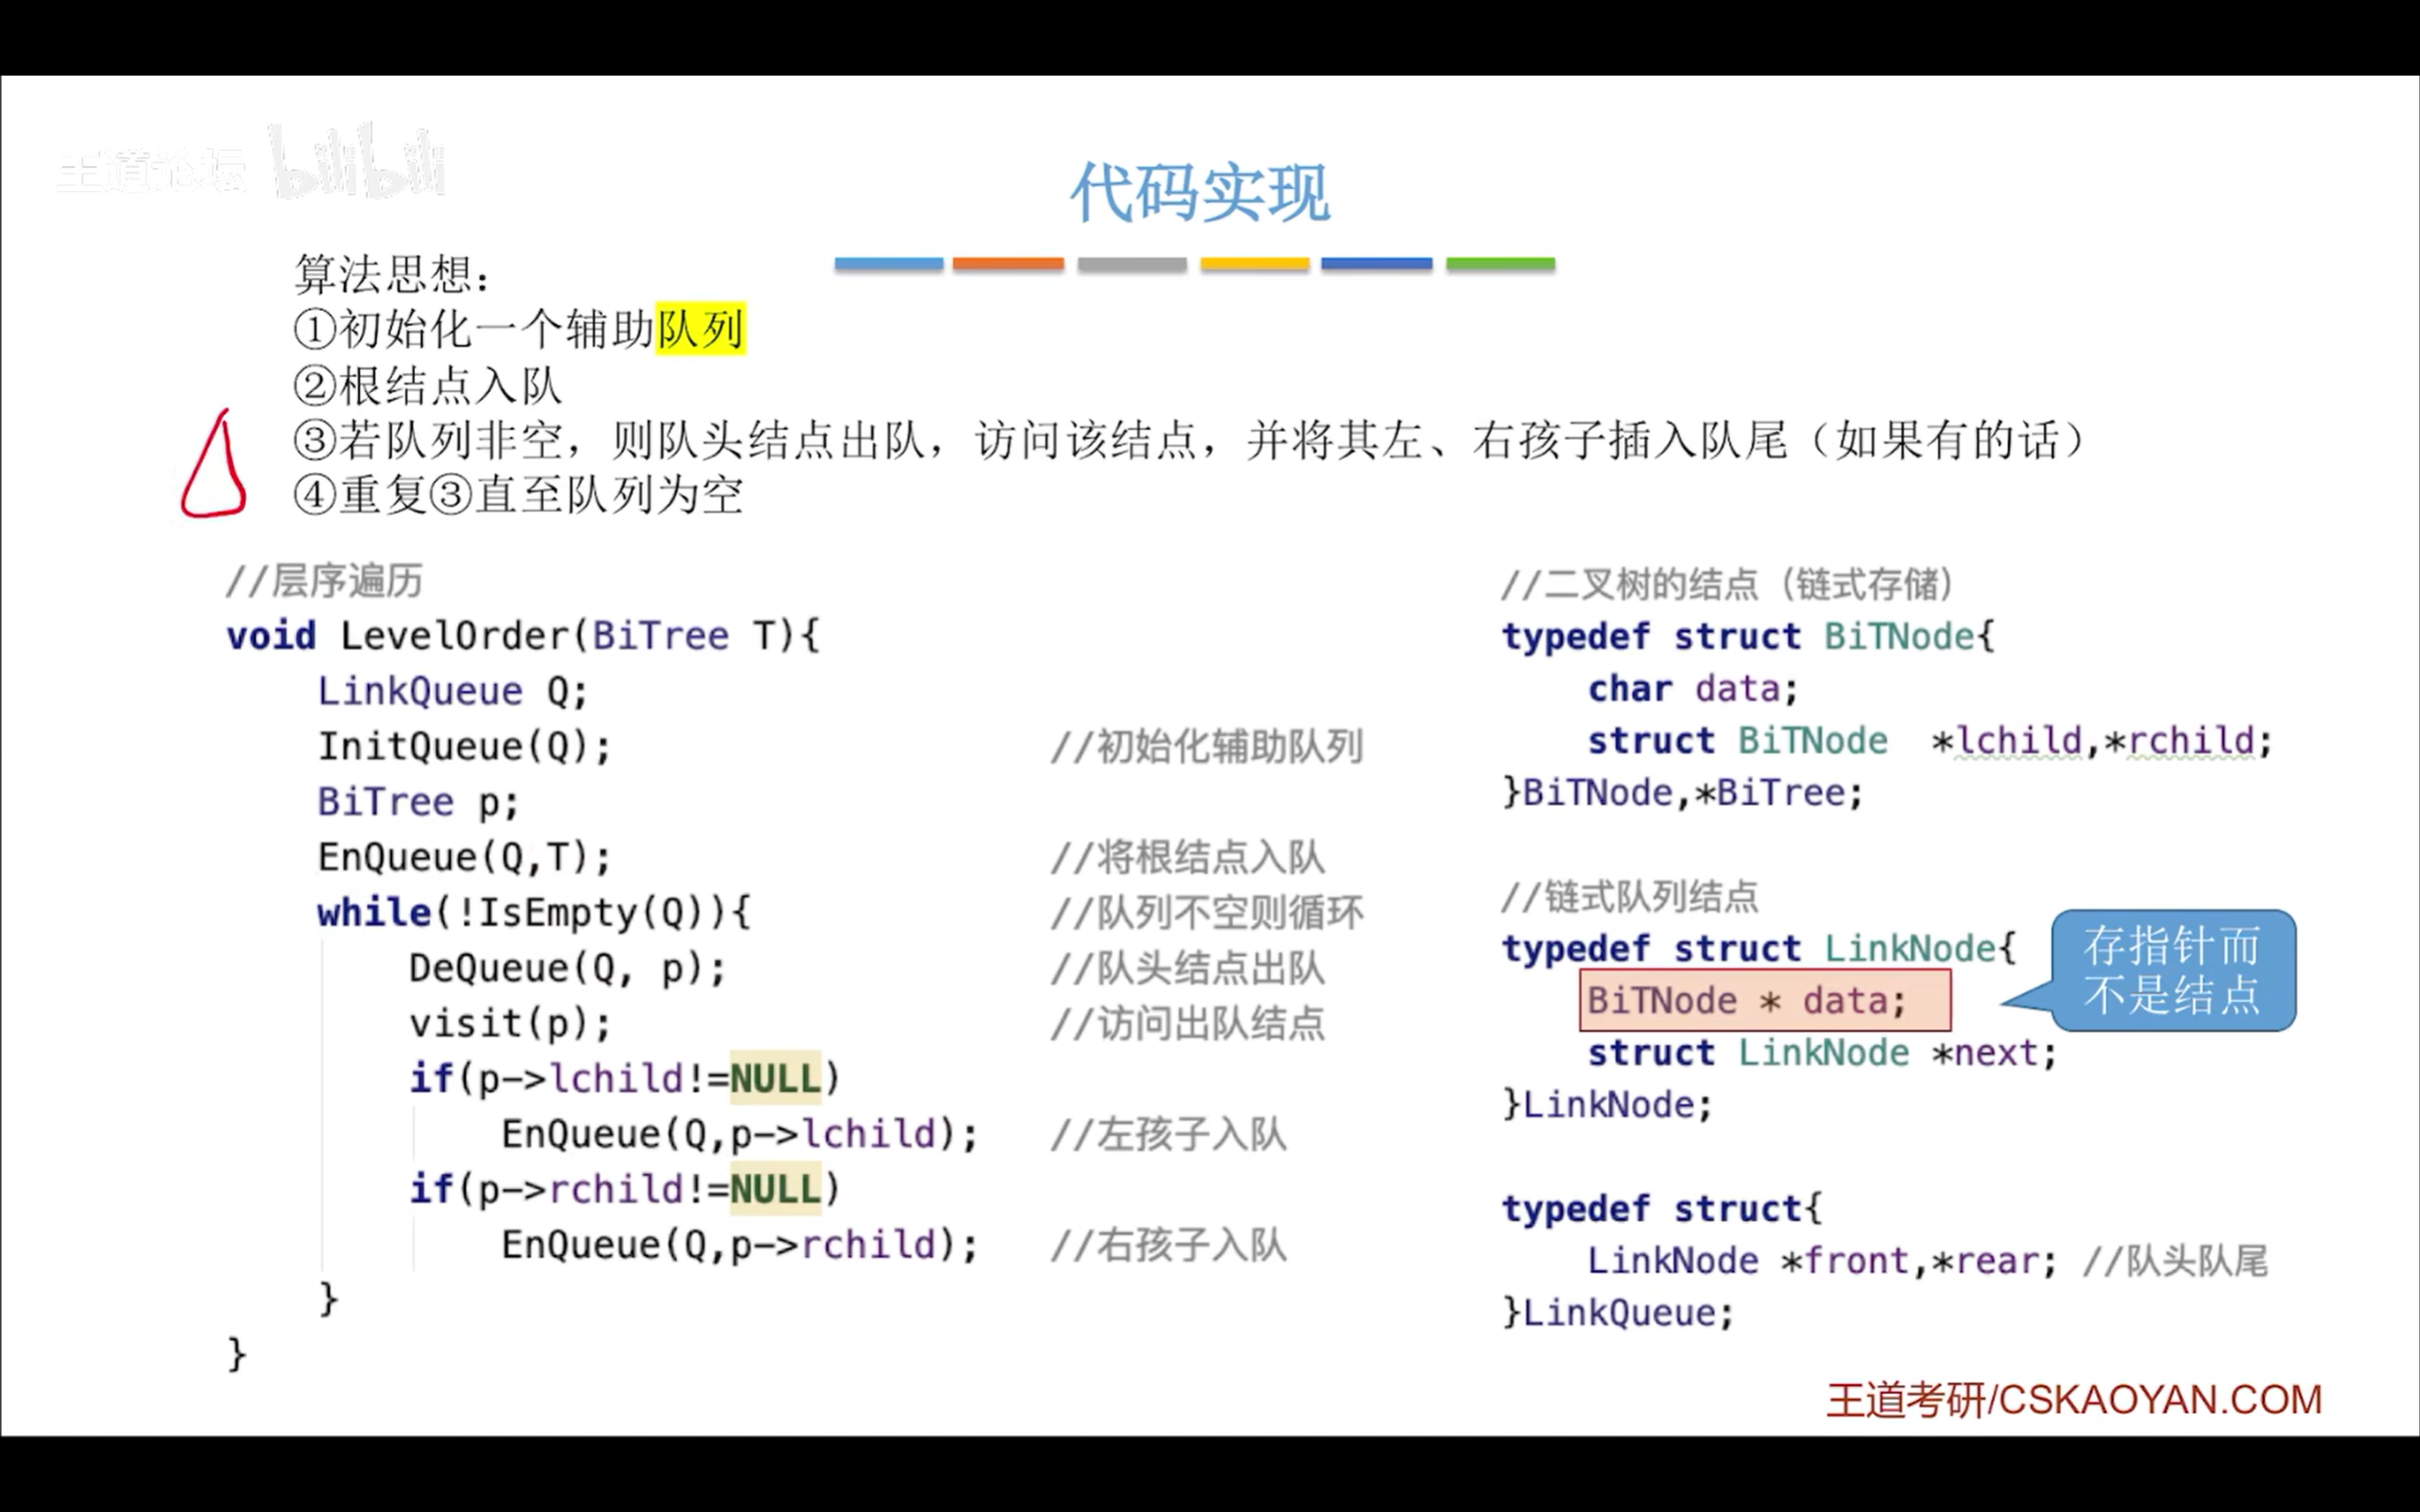 王道论坛 bilibili
代码实现
算法思想：
①初始化一个辅助队列
②根结点入队
③若队列非空，则队头结点出队，访问该结点，并将其左、右孩子插入队尾（如果有的话）
④重复③直至队列为空
//层序遍历
void LevelOrder(BiTree T){
LinkQueue Q;
InitQueue(Q); //初始化辅助队列
BiTree p;
EnQueue(Q,T); //将根结点入队
while(!IsEmpty(Q)){ //队列不空则循环
DeQueue(Q, p); //队头结点出队
visit(p); //访问出队结点
if(p->lchild!=NULL)
EnQueue(Q,p->lchild); //左孩子入队
if(p->rchild!=NULL)
EnQueue(Q,p->rchild); //右孩子入队
}
}
//二叉树的结点（链式存储）
typedef struct BiTNode{
char data;
struct BiTNode *lchild,*rchild;
}BiTNode,*BiTree;
//链式队列结点
typedef struct LinkNode{
BiTNode * data;
struct LinkNode *next;
}LinkNode;
存指针而
不是结点
typedef struct{
LinkNode *front,*rear; //队头队尾
}LinkQueue;
王道考研/CSKAOYAN.COM